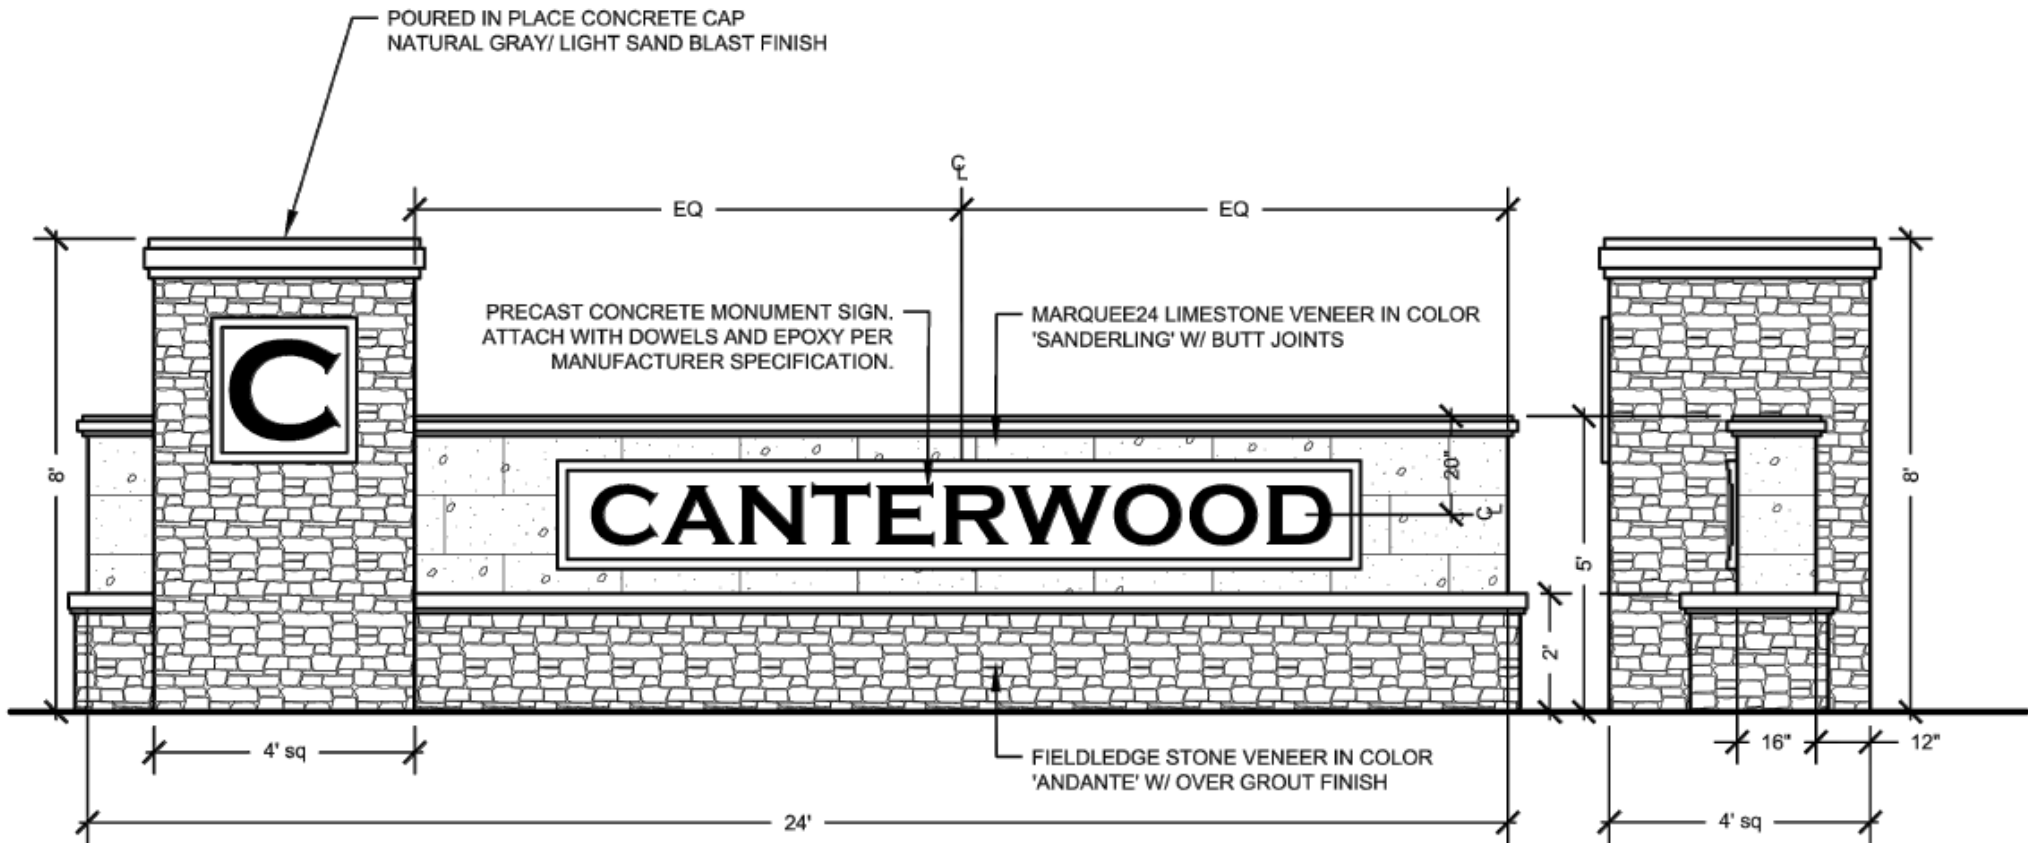 POURED IN PLACE CONCRETE CAP
NATURAL GRAY/ LIGHT SAND BLAST FINISH
CL
EQ
EQ
PRECAST CONCRETE MONUMENT SIGN.
ATTACH WITH DOWELS AND EPOXY PER
MANUFACTURER SPECIFICATION.
MARQUEE24 LIMESTONE VENEER IN COLOR
'SANDERLING' W/ BUTT JOINTS
C
8'
20"
CANTERWOOD
CL
8'
5'
2'
4' sq
FIELDLEDGE STONE VENEER IN COLOR
'ANDANTE' W/ OVER GROUT FINISH
16"
12"
24'
4' sq